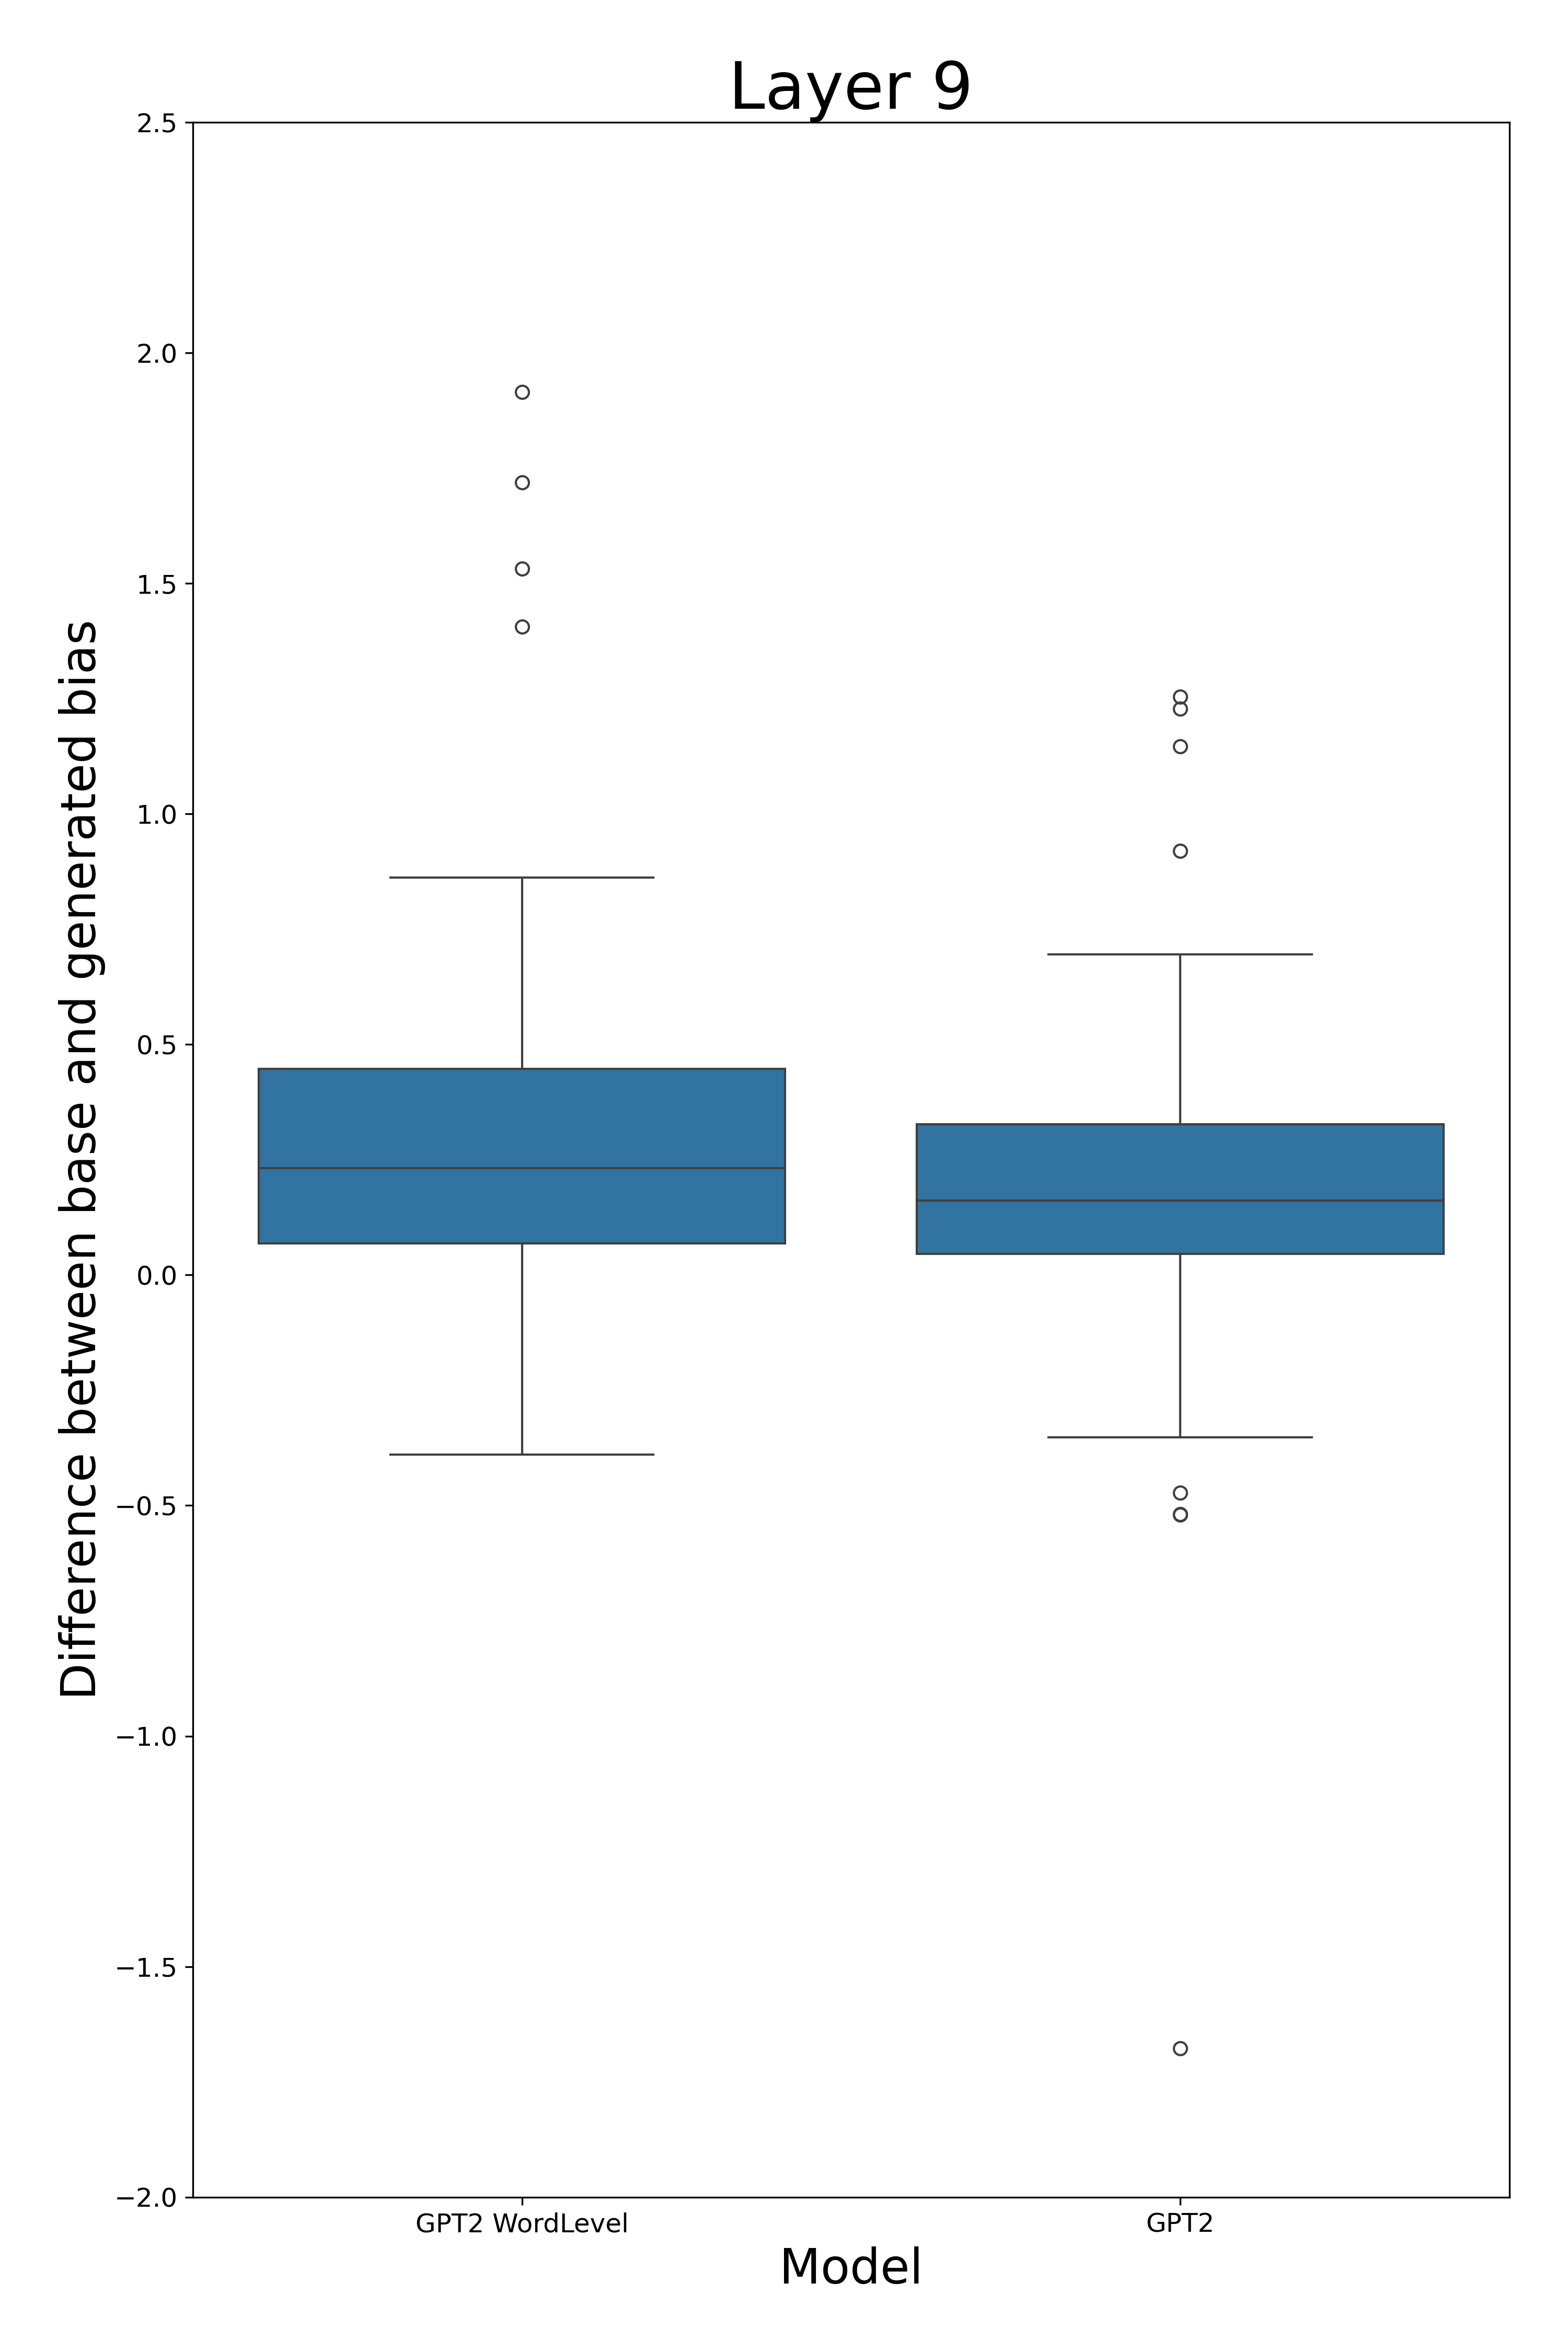 Layer 9
Difference between base and generated bias
2.5
2.0
1.5
1.0
0.5
0.0
−0.5
−1.0
−1.5
−2.0
GPT2 WordLevel
GPT2
Model